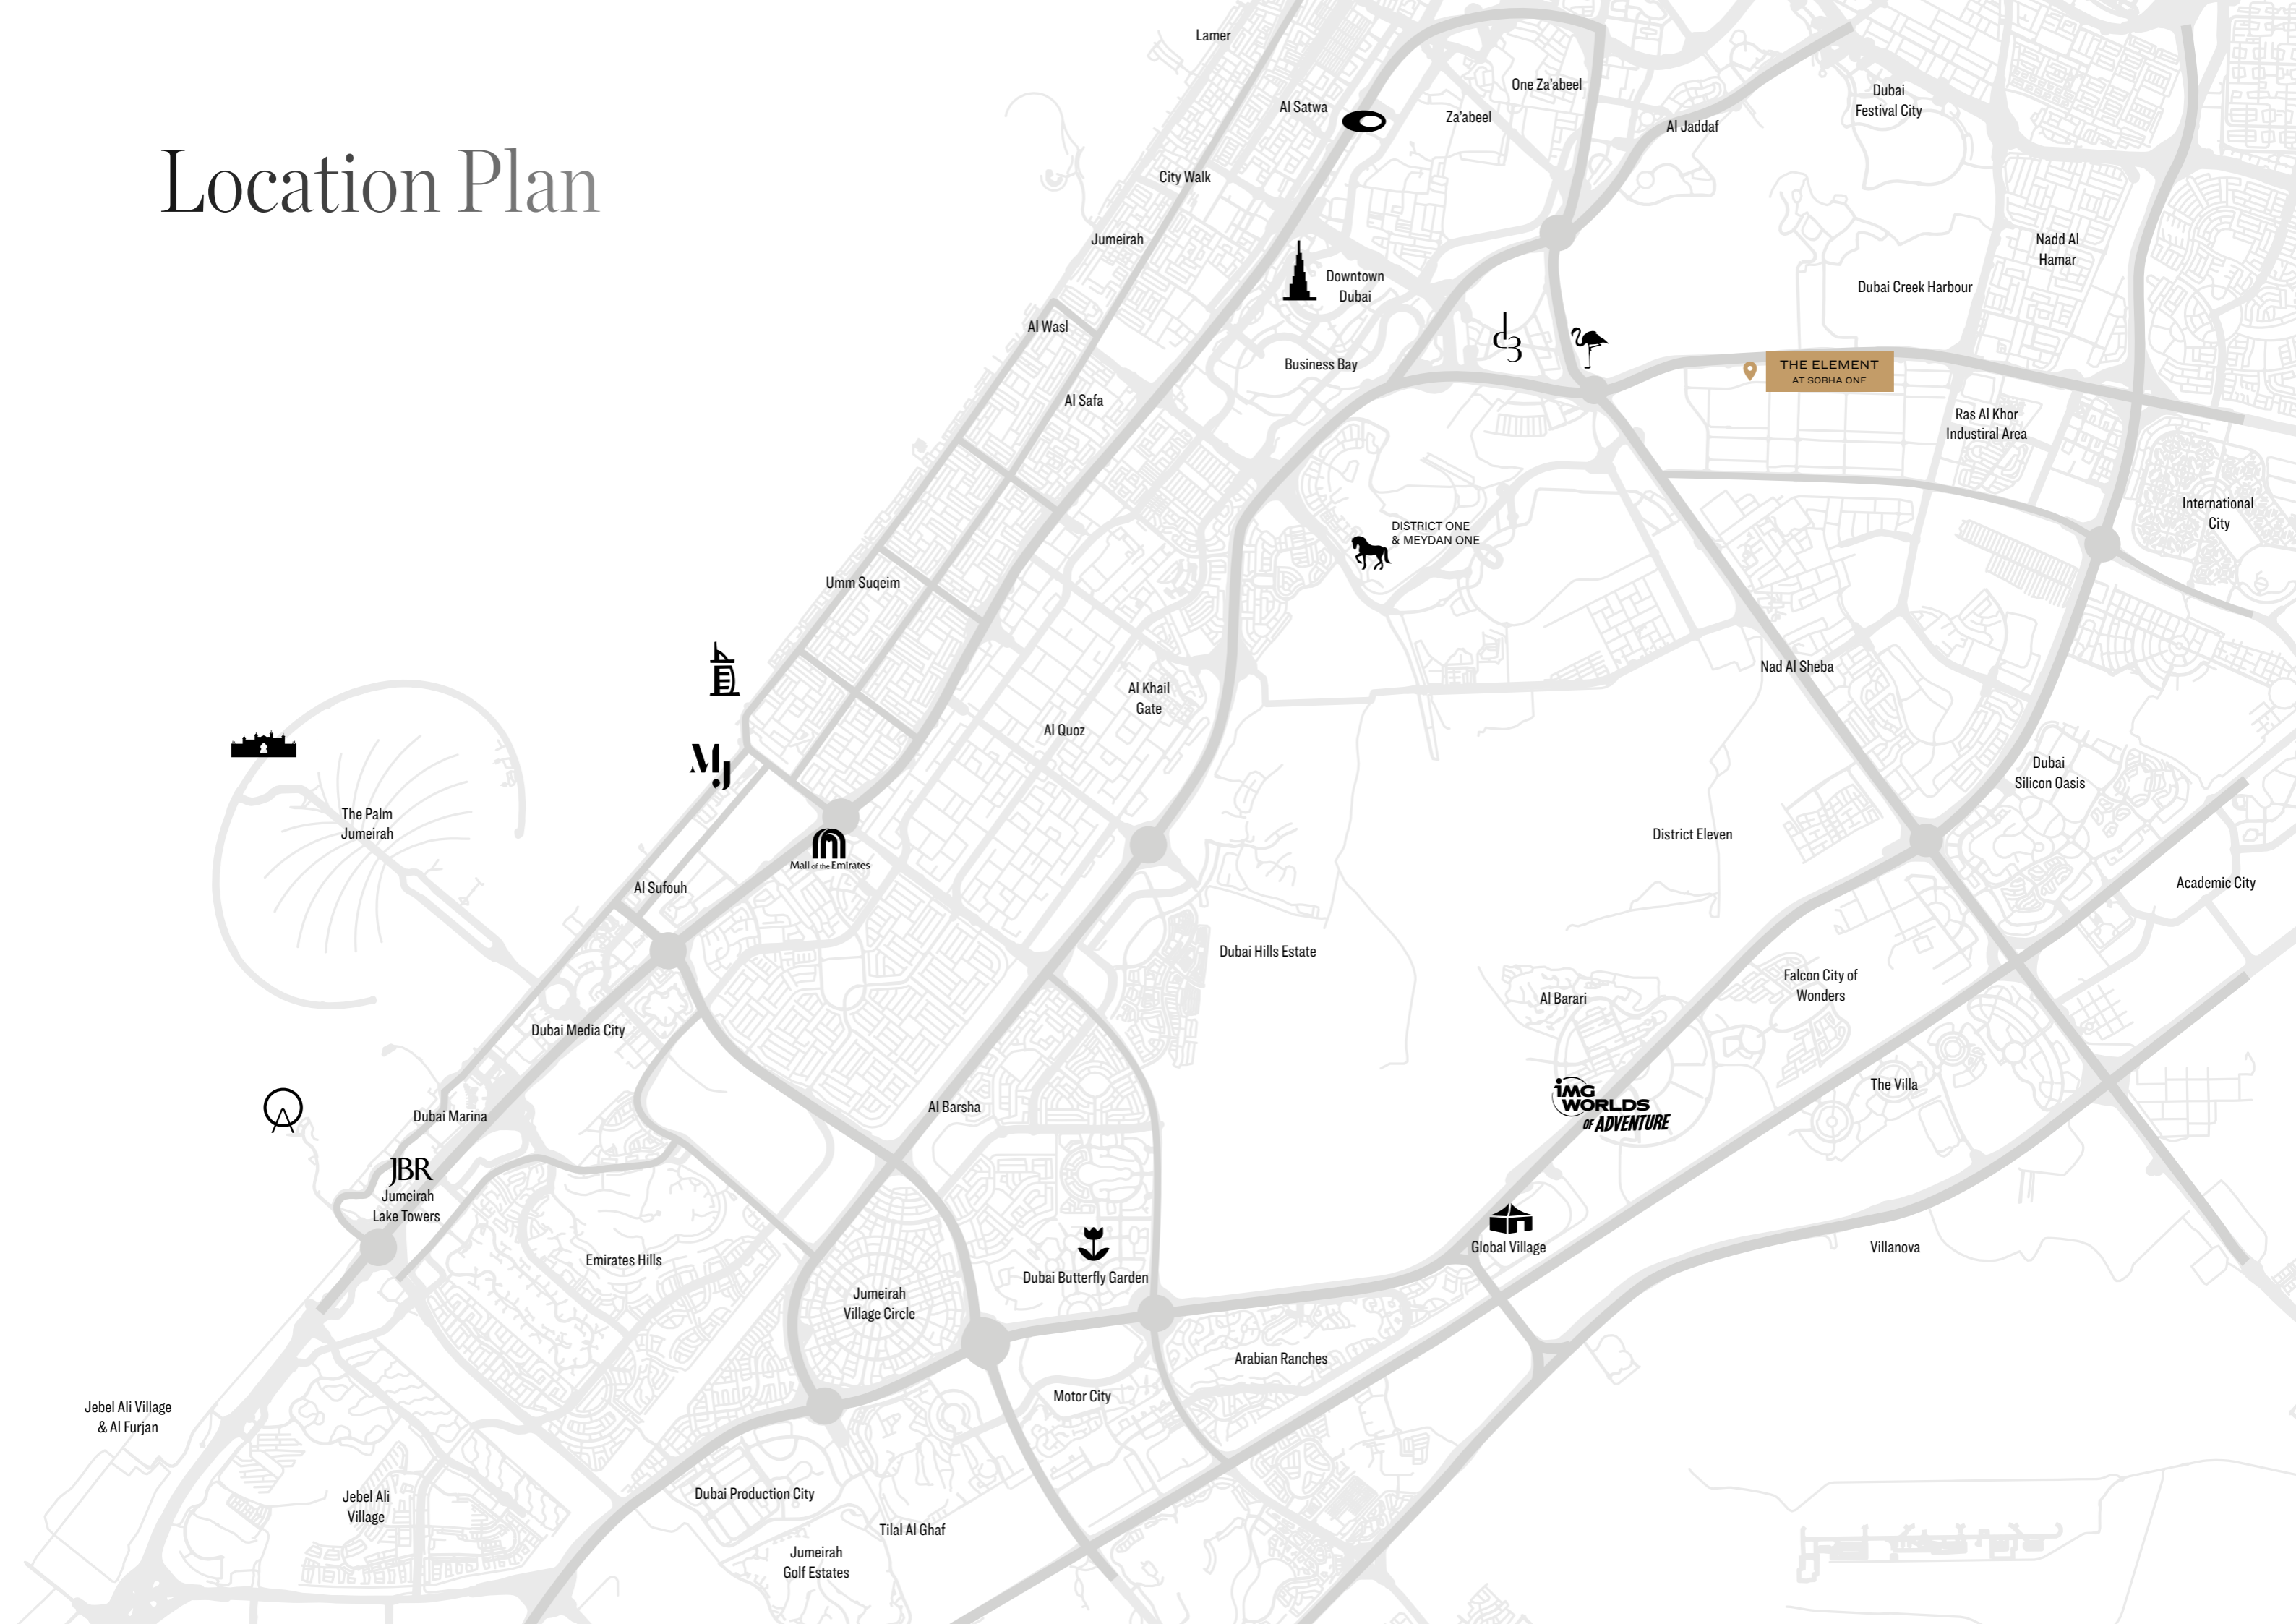 Location Plan
Lamer
One Za'abeel
Al Satwa
Za'abeel
Al Jaddaf
Dubai
Festival City
City Walk
Jumeirah
Nadd Al
Hamar
Downtown
Dubai
Dubai Creek Harbour
Al Wasl
d3
Business Bay
THE ELEMENT
AT SOBHA ONE
Al Safa
Ras Al Khor
Industiral Area
International
City
DISTRICT ONE
& MEYDAN ONE
Umm Suqeim
Nad Al Sheba
Al Khail
Gate
Al Quoz
MJ
Dubai
Silicon Oasis
The Palm
Jumeirah
District Eleven
Mall of the Emirates
Al Sufouh
Academic City
Dubai Hills Estate
Falcon City of
Wonders
Al Barari
Dubai Media City
The Villa
IMG
WORLDS
OF ADVENTURE
Al Barsha
Dubai Marina
JBR
Jumeirah
Lake Towers
Global Village
Villanova
Emirates Hills
Dubai Butterfly Garden
Jumeirah
Village Circle
Arabian Ranches
Motor City
Jebel Ali Village
& Al Furjan
Dubai Production City
Jebel Ali
Village
Tilal Al Ghaf
Jumeirah
Golf Estates